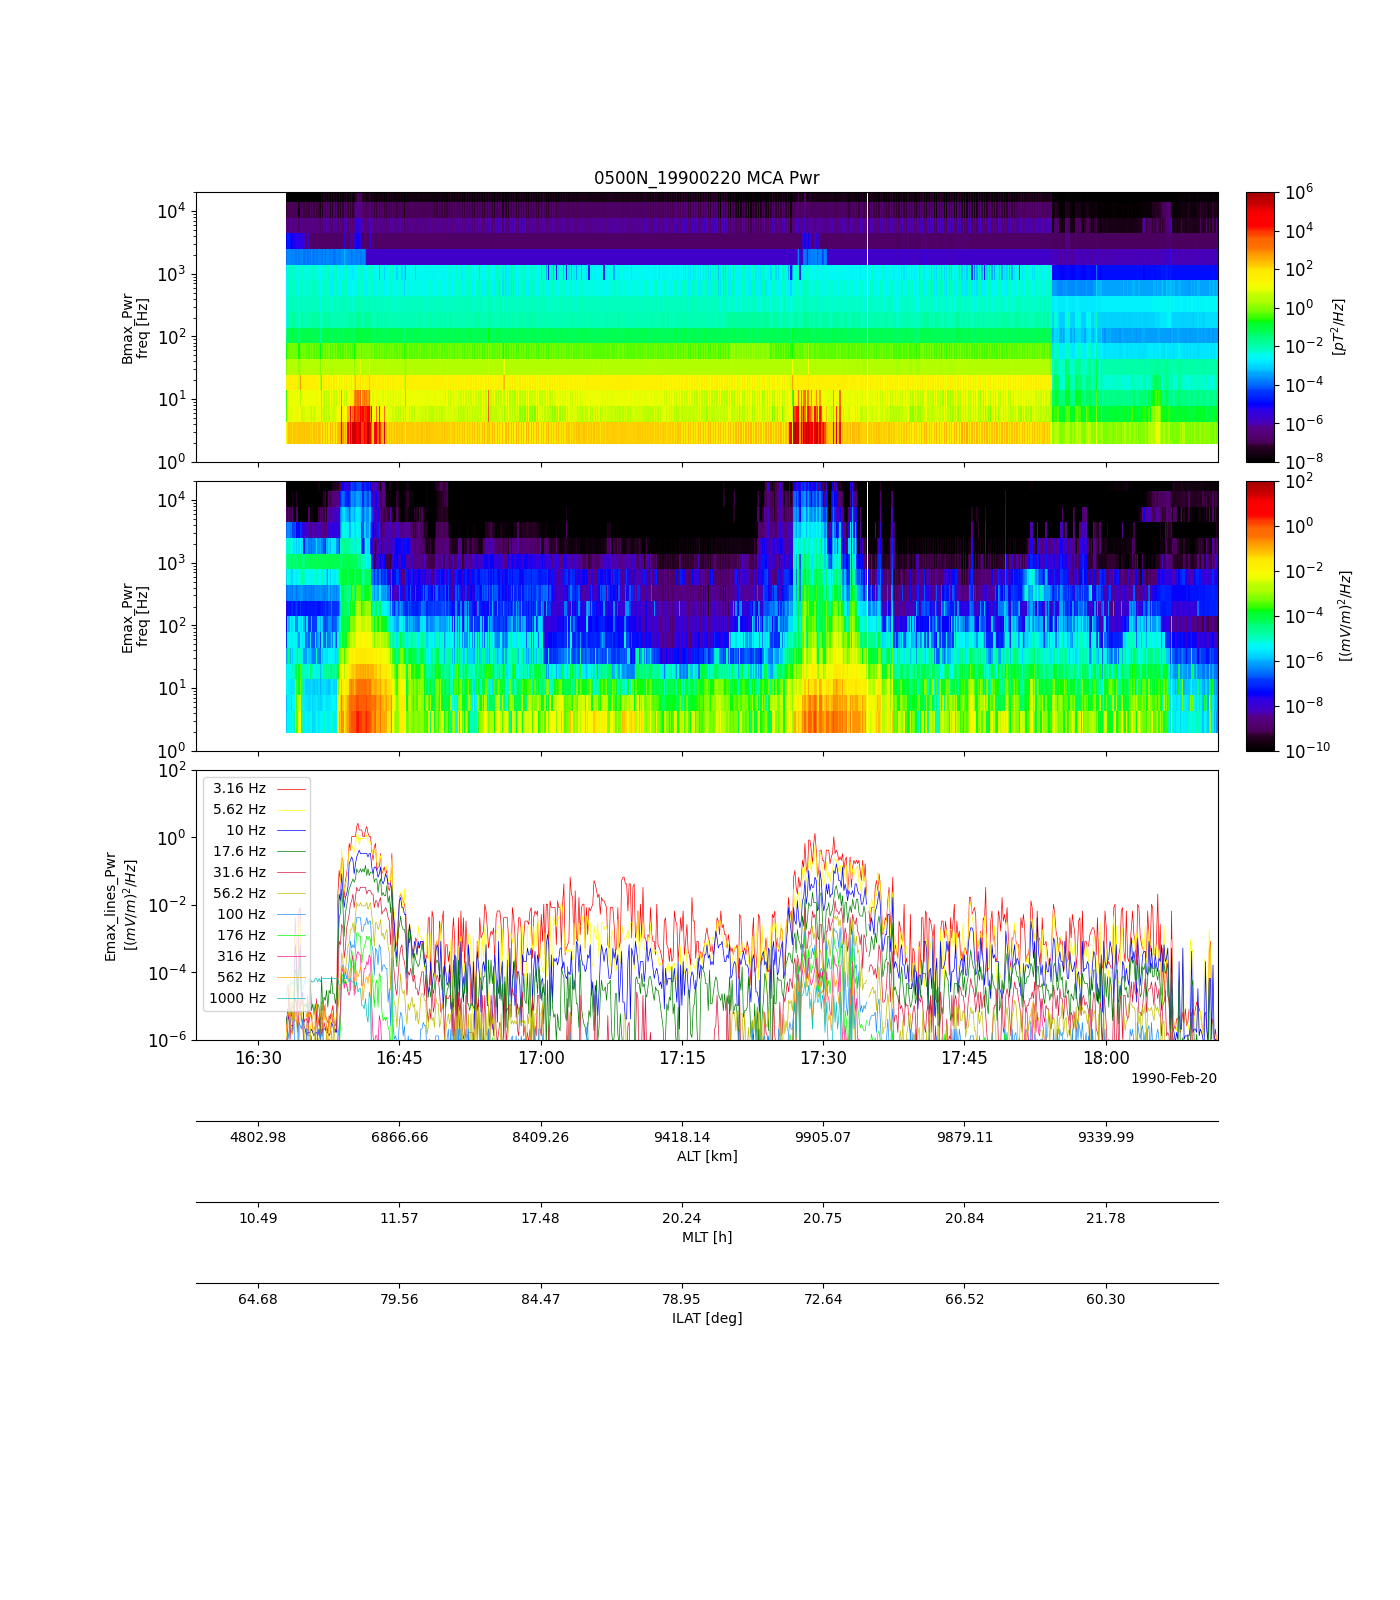 0500N_19900220 MCA Pwr
Bmax_Pwr
freq [Hz]
10^4
10^3
10^2
10^1
10^0
10^6
10^4
10^2
10^0
10^-2
10^-4
10^-6
10^-8
[pT^2/Hz]
Emax_Pwr
freq [Hz]
10^4
10^3
10^2
10^1
10^0
10^2
10^0
10^-2
10^-4
10^-6
10^-8
10^-10
[(mV/m)^2/Hz]
Emax_lines_Pwr
[(mV/m)^2/Hz]
10^2
10^0
10^-2
10^-4
10^-6
3.16 Hz
5.62 Hz
10 Hz
17.6 Hz
31.6 Hz
56.2 Hz
100 Hz
176 Hz
316 Hz
562 Hz
1000 Hz
16:30 16:45 17:00 17:15 17:30 17:45 18:00
1990-Feb-20
4802.98 6866.66 8409.26 9418.14 9905.07 9879.11 9339.99
ALT [km]
10.49 11.57 17.48 20.24 20.75 20.84 21.78
MLT [h]
64.68 79.56 84.47 78.95 72.64 66.52 60.30
ILAT [deg]